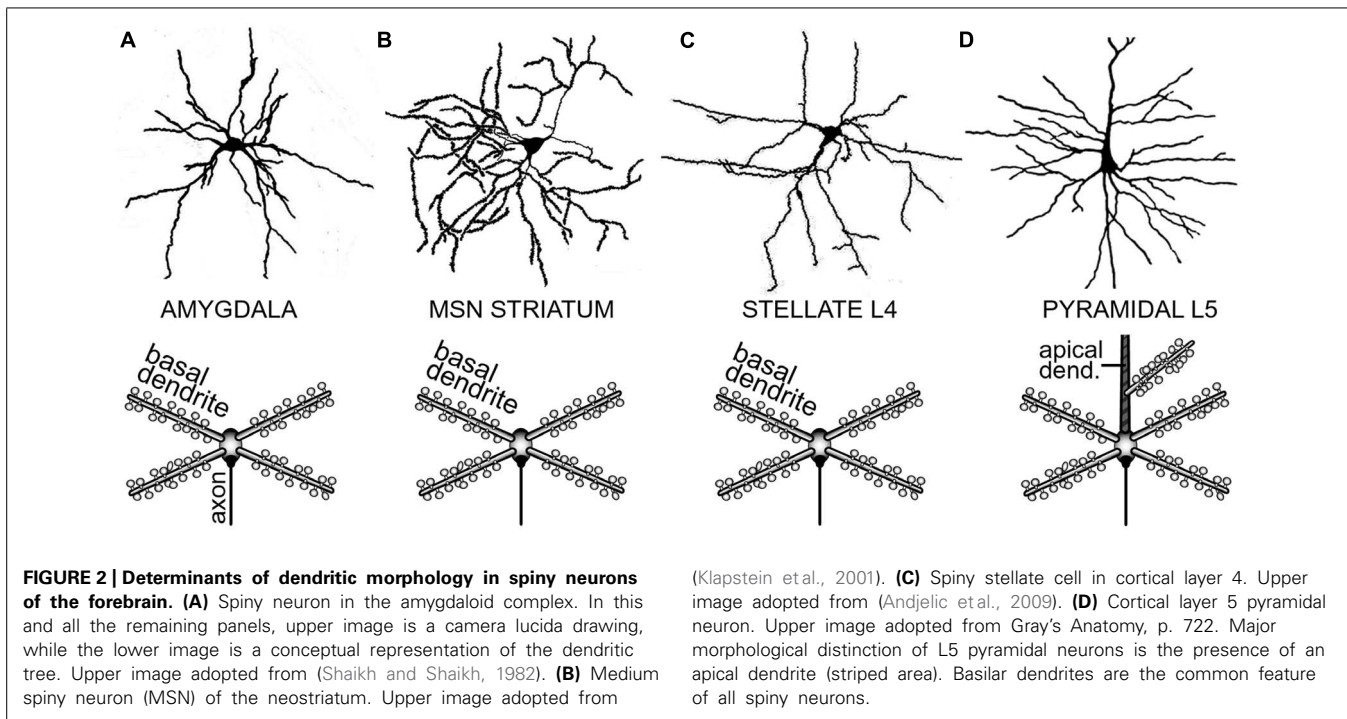 A
B
C
D
AMYGDALA
MSN STRIATUM
STELLATE L4
PYRAMIDAL L5
basal
dendrite
axon
basal
dendrite
basal
dendrite
apical
dend.
FIGURE 2 | Determinants of dendritic morphology in spiny neurons
of the forebrain. (A) Spiny neuron in the amygdaloid complex. In this
and all the remaining panels, upper image is a camera lucida drawing,
while the lower image is a conceptual representation of the dendritic
tree. Upper image adopted from (Shaikh and Shaikh, 1982). (B) Medium
spiny neuron (MSN) of the neostriatum. Upper image adopted from
(Klapstein et al., 2001). (C) Spiny stellate cell in cortical layer 4. Upper
image adopted from (Andjelic et al., 2009). (D) Cortical layer 5 pyramidal
neuron. Upper image adopted from Gray's Anatomy, p. 722. Major
morphological distinction of L5 pyramidal neurons is the presence of an
apical dendrite (striped area). Basilar dendrites are the common feature
of all spiny neurons.